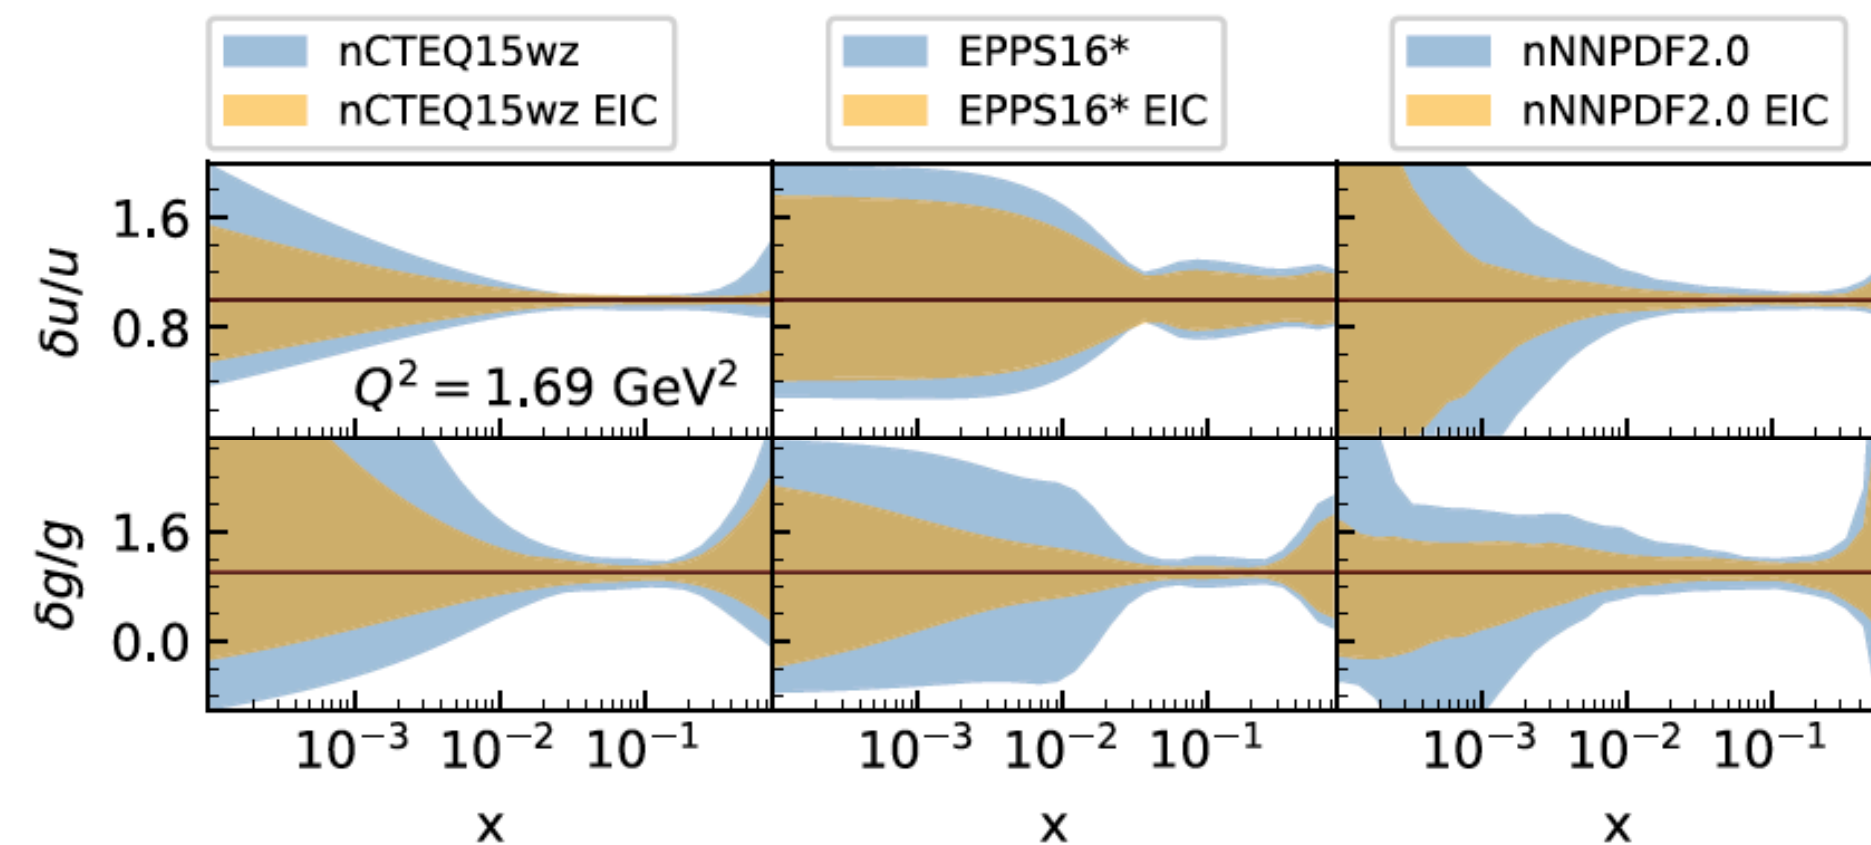 nCTEQ15wz
nCTEQ15wz EIC
EPPS16*
EPPS16* EIC
nNNPDF2.0
nNNPDF2.0 EIC
δu/u
1.6
0.8
Q² = 1.69 GeV²
δg/g
1.6
0.0
10⁻³ 10⁻² 10⁻¹
10⁻³ 10⁻² 10⁻¹
10⁻³ 10⁻² 10⁻¹
x
x
x